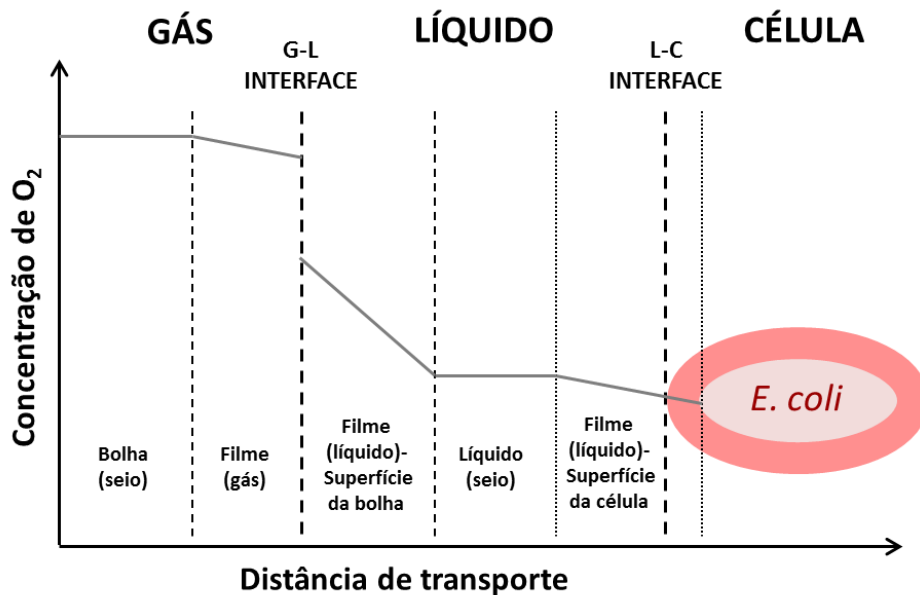 GÁS
LÍQUIDO
CÉLULA
G-L
INTERFACE
L-C
INTERFACE
Concentração de O₂
Bolha
(seio)
Filme
(gás)
Filme
(líquido)-
Superfície
da bolha
Líquido
(seio)
Filme
(líquido)-
Superfície
da célula
E. coli
Distância de transporte